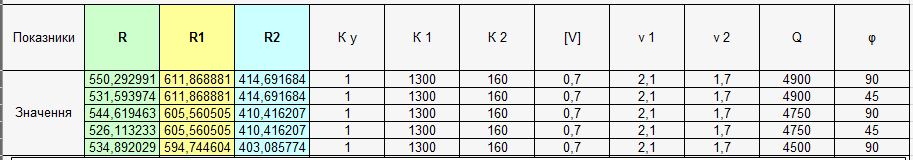 Показники R R1 R2 К у К 1 К 2 [V] v 1 v 2 Q φ
550,292991 611,868881 414,691684 1 1300 160 0,7 2,1 1,7 4900 90
531,593974 611,868881 414,691684 1 1300 160 0,7 2,1 1,7 4900 45
Значення 544,619463 605,560505 410,416207 1 1300 160 0,7 2,1 1,7 4750 90
526,113233 605,560505 410,416207 1 1300 160 0,7 2,1 1,7 4750 45
534,892029 594,744604 403,085774 1 1300 160 0,7 2,1 1,7 4500 90